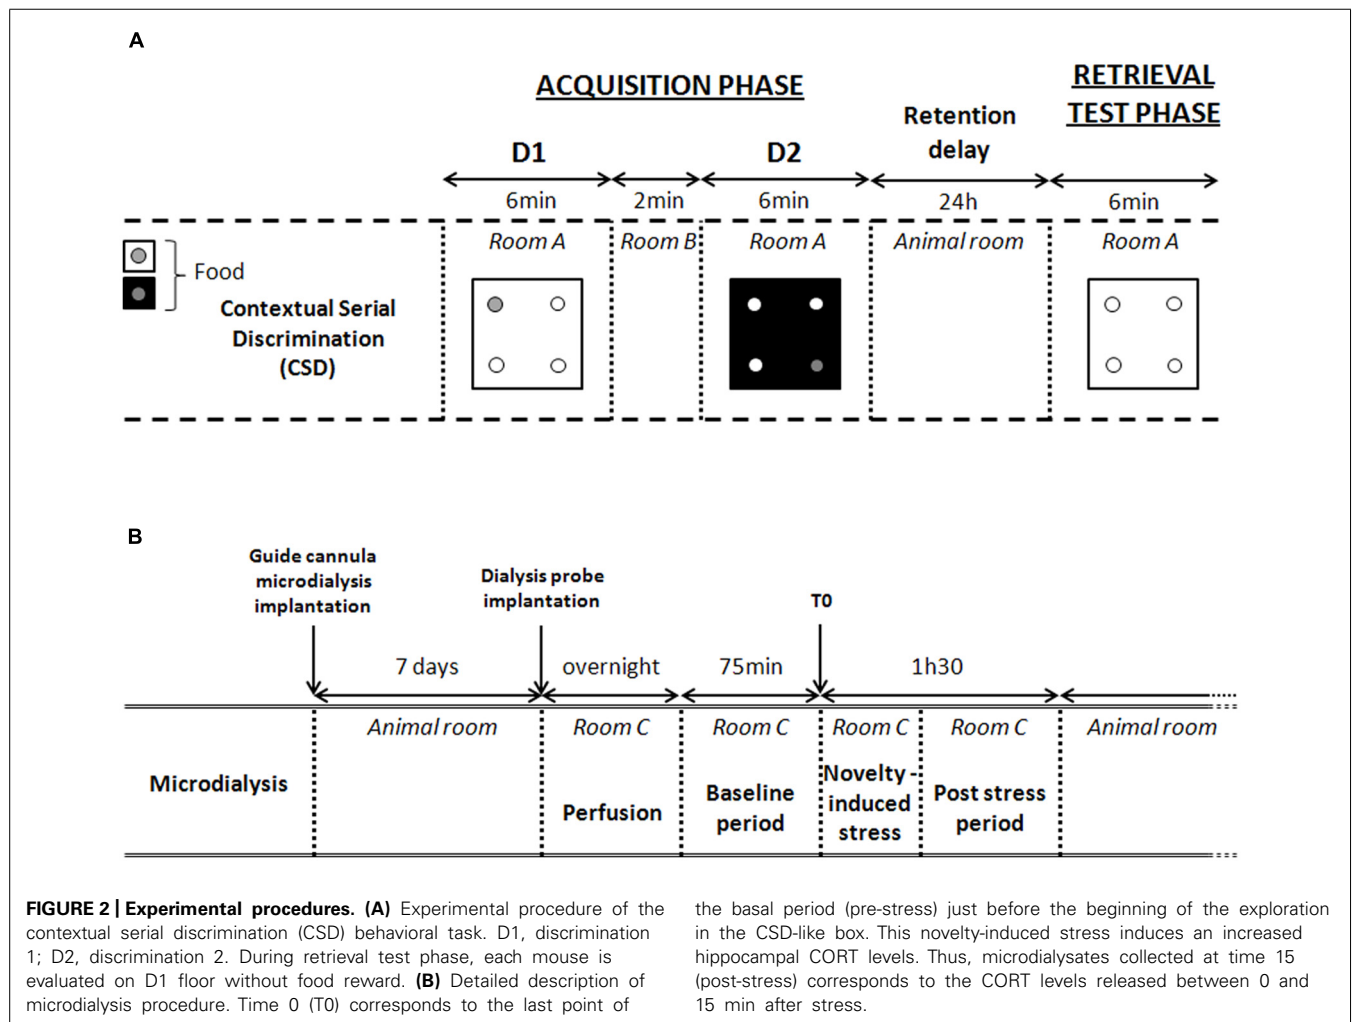 A
ACQUISITION PHASE
RETRIEVAL
TEST PHASE
Retention
delay
D1
D2
6min
2min
6min
24h
6min
Room A
Room B
Room A
Animal room
Room A
Food
Contextual Serial
Discrimination
(CSD)
B
Guide cannula
microdialysis
implantation
Dialysis probe
implantation
T0
7 days
overnight
75min
1h30
Animal room
Room C
Room C
Room C
Room C
Animal room
Microdialysis
Perfusion
Baseline
period
Novelty -
induced
stress
Post stress
period
FIGURE 2 | Experimental procedures. (A) Experimental procedure of the
contextual serial discrimination (CSD) behavioral task. D1, discrimination
1; D2, discrimination 2. During retrieval test phase, each mouse is
evaluated on D1 floor without food reward. (B) Detailed description of
microdialysis procedure. Time 0 (T0) corresponds to the last point of
the basal period (pre-stress) just before the beginning of the exploration
in the CSD-like box. This novelty-induced stress induces an increased
hippocampal CORT levels. Thus, microdialysates collected at time 15
(post-stress) corresponds to the CORT levels released between 0 and
15 min after stress.